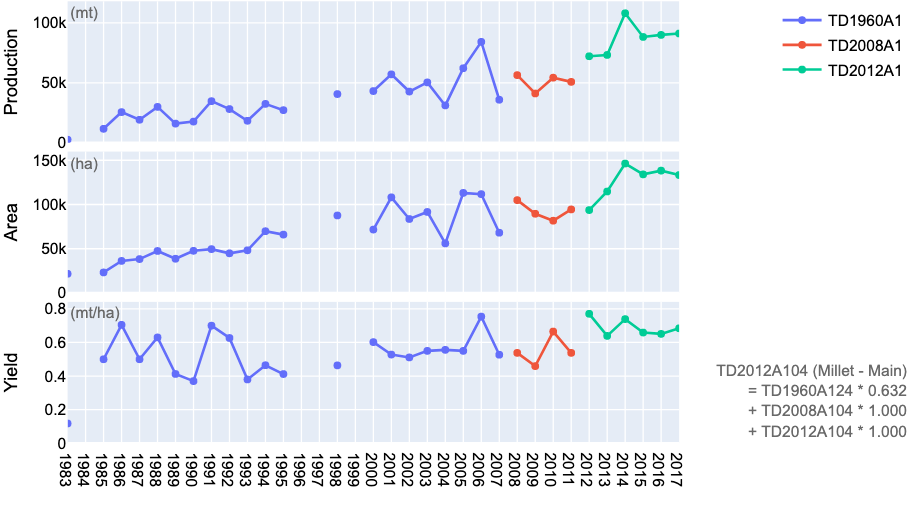 (mt)
100k
50k
0
Production
(ha)
150k
100k
50k
0
Area
(mt/ha)
0.8
0.6
0.4
0.2
0
Yield
1983
1984
1985
1986
1987
1988
1989
1990
1991
1992
1993
1994
1995
1996
1997
1998
1999
2000
2001
2002
2003
2004
2005
2006
2007
2008
2009
2010
2011
2012
2013
2014
2015
2016
2017
TD1960A1
TD2008A1
TD2012A1
TD2012A104 (Millet - Main)
= TD1960A124 * 0.632
+ TD2008A104 * 1.000
+ TD2012A104 * 1.000